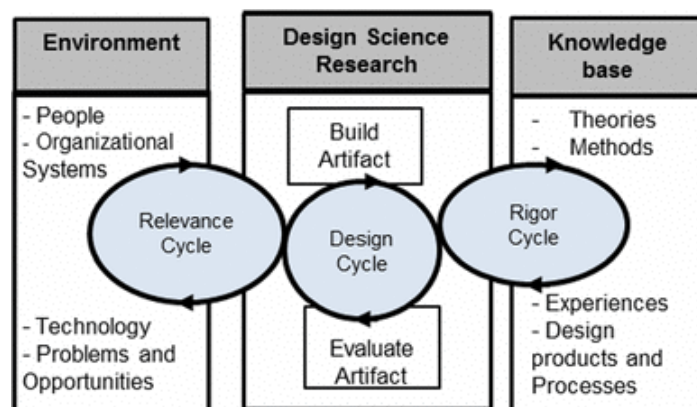 Environment
- People
- Organizational
Systems
- Technology
- Problems and
Opportunities
Relevance
Cycle
Design Science
Research
Build
Artifact
Design
Cycle
Evaluate
Artifact
Knowledge
base
- Theories
- Methods
Rigor
Cycle
- Experiences
- Design
products and
Processes